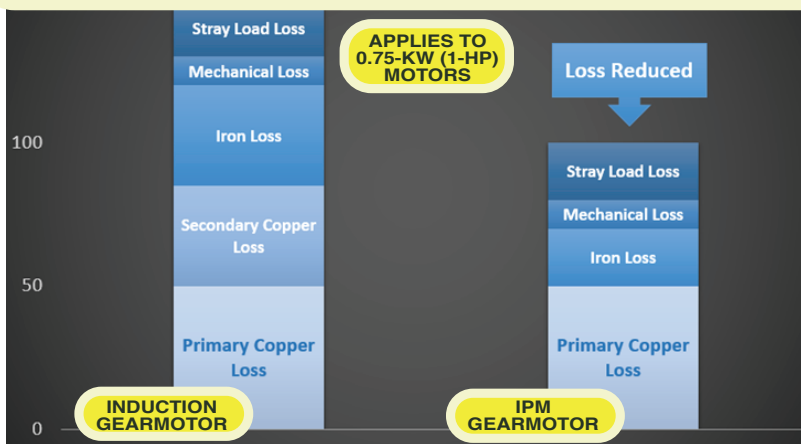 Stray Load Loss
Mechanical Loss
Iron Loss
Secondary Copper
Loss
Primary Copper
Loss
INDUCTION
GEARMOTOR
APPLIES TO
0.75-KW (1-HP)
MOTORS
Loss Reduced
Stray Load Loss
Mechanical Loss
Iron Loss
Primary Copper
Loss
IPM
GEARMOTOR
100
50
0